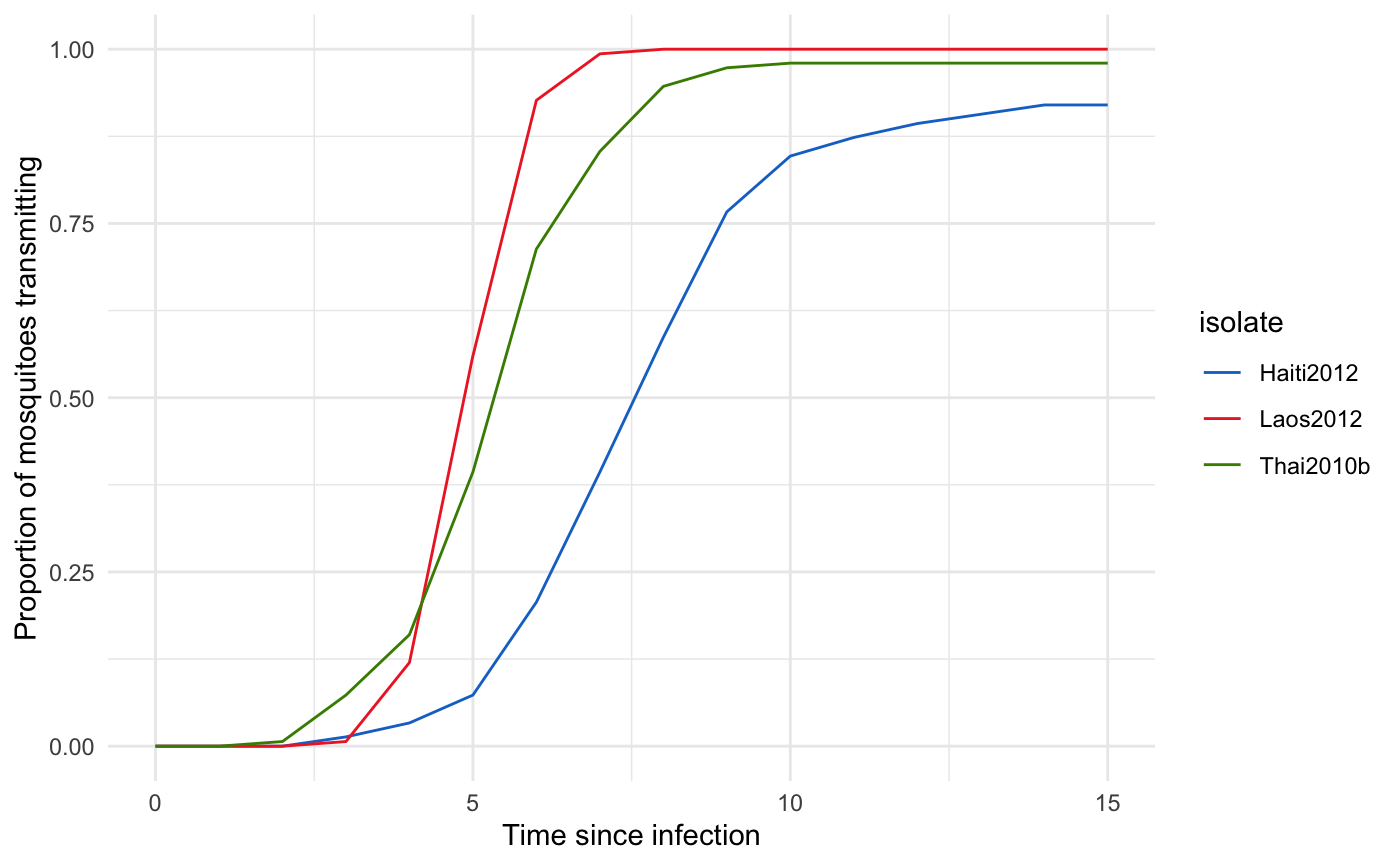 Proportion of mosquitoes transmitting
1.00
0.75
0.50
0.25
0.00
0 5 10 15
Time since infection
isolate
Haiti2012
Laos2012
Thai2010b